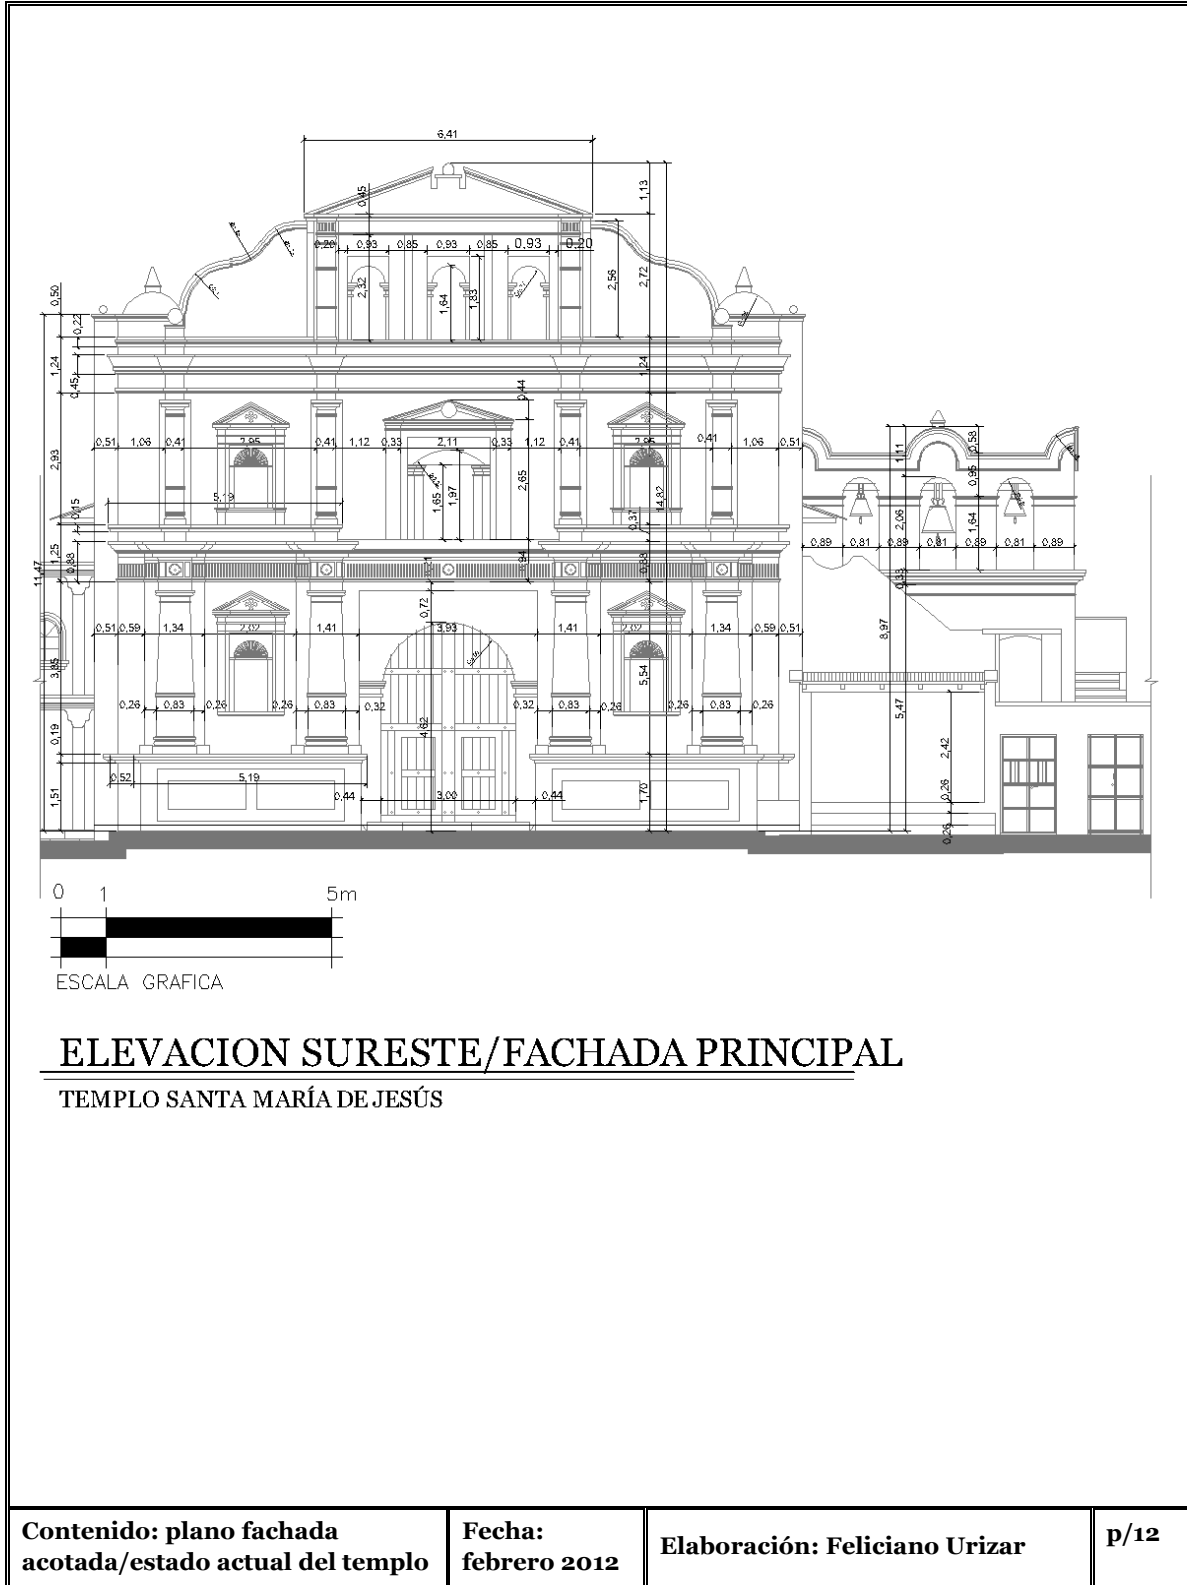 6,41
1,13
0,45
0,20 0,93 0,85 0,93 0,85 0,93 0,20
2,32
1,64
1,83
2,56
2,72
0,50
0,22
1,24
0,45
1,24
0,44
0,51 1,06 0,41 2,95 0,41 1,12 0,33 2,11 0,33 1,12 0,41 2,95 0,41 1,06 0,51
2,93
5,19
0,15
1,65
1,97
2,65
14,82
0,37
1,11
0,58
0,95
2,06
1,64
0,89 0,81 0,89 0,81 0,89 0,81 0,89
11,47
1,25
0,88
0,88
0,33
0,72
8,97
0,51 0,59 1,34 2,02 1,41 3,93 1,41 2,02 1,34 0,59 0,51
3,85
5,54
0,26 0,83 0,26 0,26 0,83 0,32 0,32 0,83 0,26 0,26 0,83 0,26
4,62
5,47
0,19
2,42
0,52 5,19
0,44 3,00 0,44
1,51
1,70
0,26
0,26
0 1 5m
ESCALA GRAFICA
ELEVACION SURESTE/FACHADA PRINCIPAL
TEMPLO SANTA MARÍA DE JESÚS
Contenido: plano fachada
acotada/estado actual del templo
Fecha:
febrero 2012
Elaboración: Feliciano Urizar
p/12